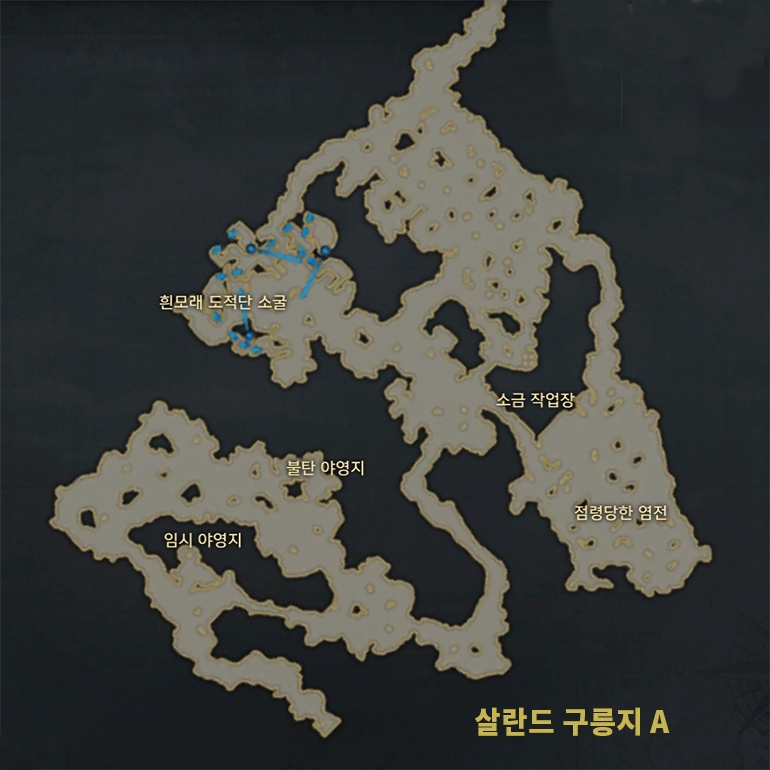 흰모래 도적단 소굴
소금 작업장
불탄 야영지
점령당한 염전
임시 야영지
살란드 구릉지 A